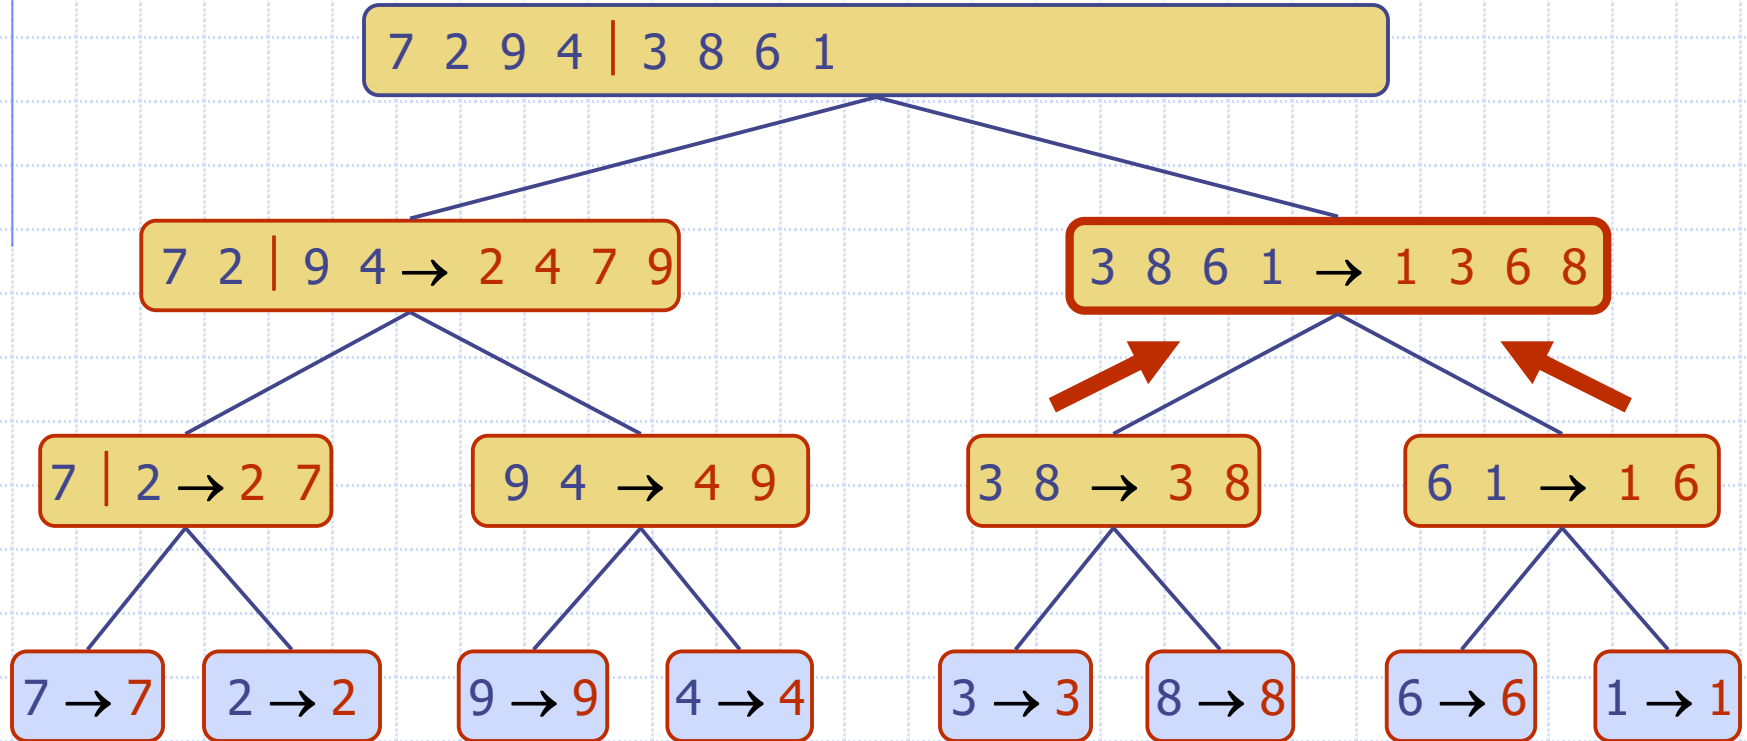 7 2 9 4 | 3 8 6 1
7 2 | 9 4 → 2 4 7 9
3 8 6 1 → 1 3 6 8
7 | 2 → 2 7
9 4 → 4 9
3 8 → 3 8
6 1 → 1 6
7 → 7
2 → 2
9 → 9
4 → 4
3 → 3
8 → 8
6 → 6
1 → 1